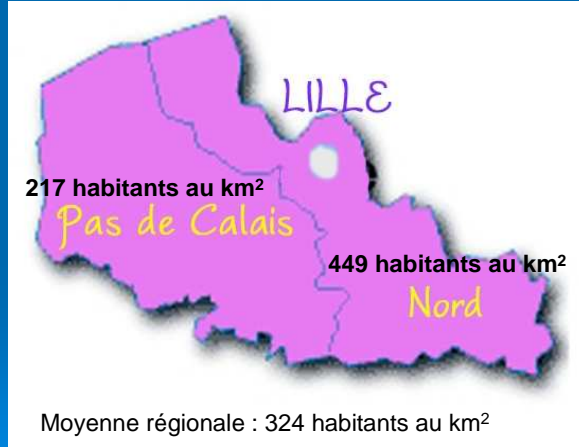 LILLE
217 habitants au km²
Pas de Calais
449 habitants au km²
Nord
Moyenne régionale : 324 habitants au km²